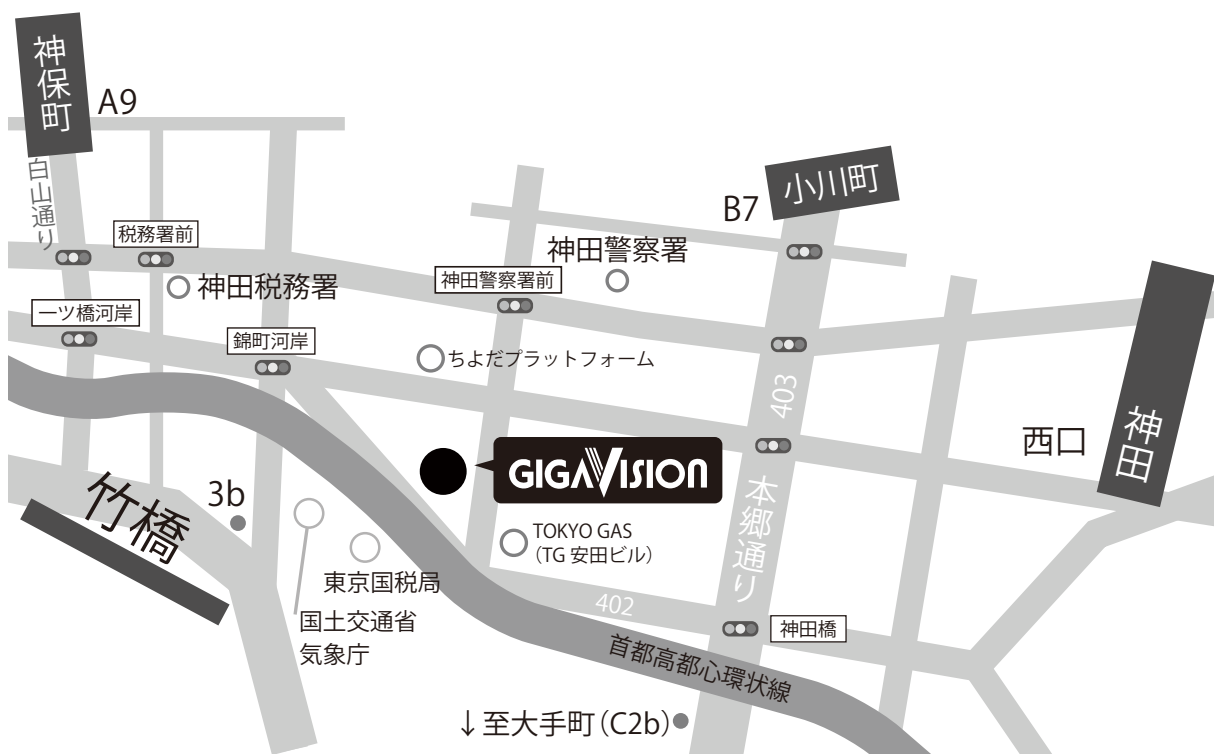 神保町
A9
白山通り
税務署前
神田税務署
一ツ橋河岸
錦町河岸
神田警察署前
神田警察署
B7
小川町
ちよだプラットフォーム
403
西口
神田
GIGAVISION
本郷通り
TOKYO GAS
(TG 安田ビル)
竹橋
3b
東京国税局
国土交通省
気象庁
402
神田橋
首都高都心環状線
↓至大手町(C2b)